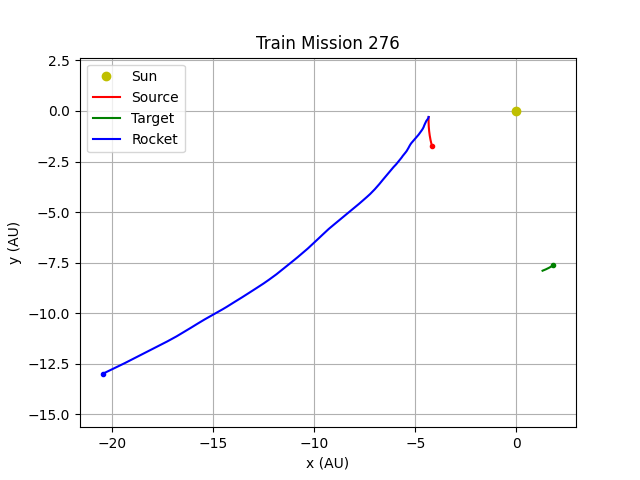 Train Mission 276
Sun
Source
Target
Rocket
2.5
0.0
−2.5
−5.0
−7.5
−10.0
−12.5
−15.0
y (AU)
−20
−15
−10
−5
0
x (AU)